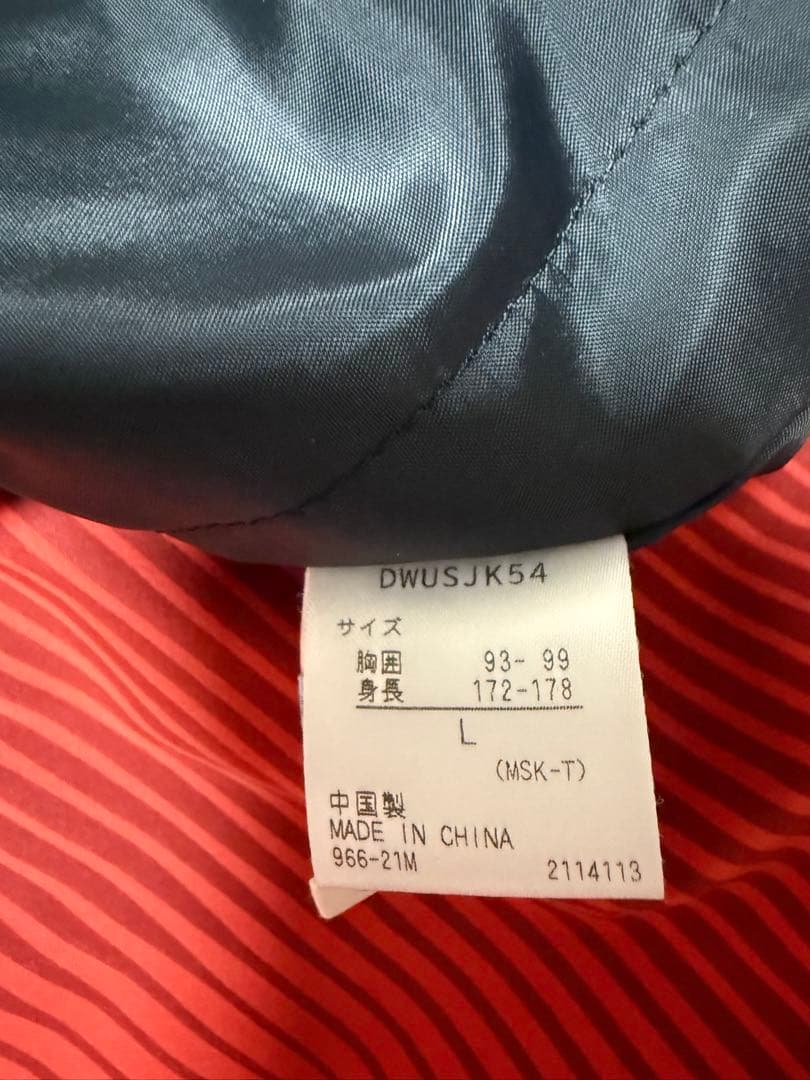 DWUSJK54
サイズ
胸囲 93- 99
身長 172-178
L
(MSK-T)
中国製
MADE IN CHINA
966-21M 2114113